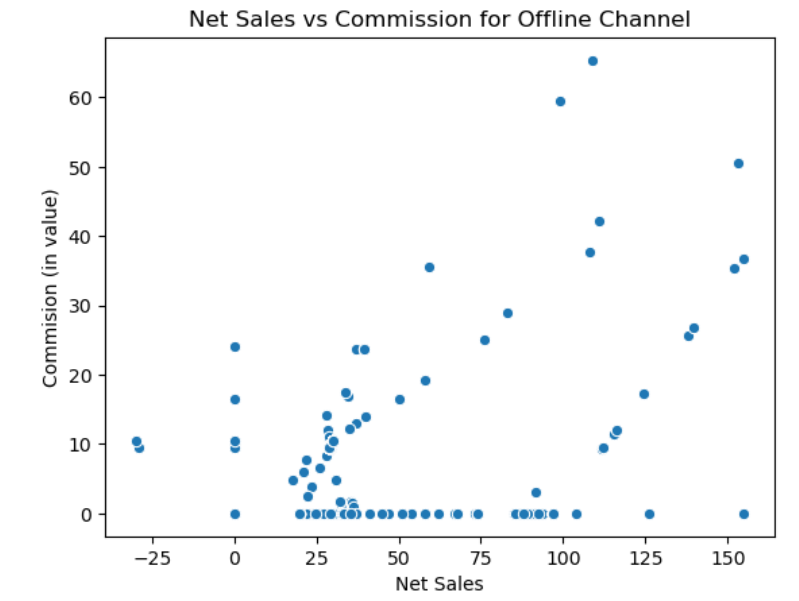 Net Sales vs Commission for Offline Channel
Commision (in value)
60
50
40
30
20
10
0
−25 0 25 50 75 100 125 150
Net Sales